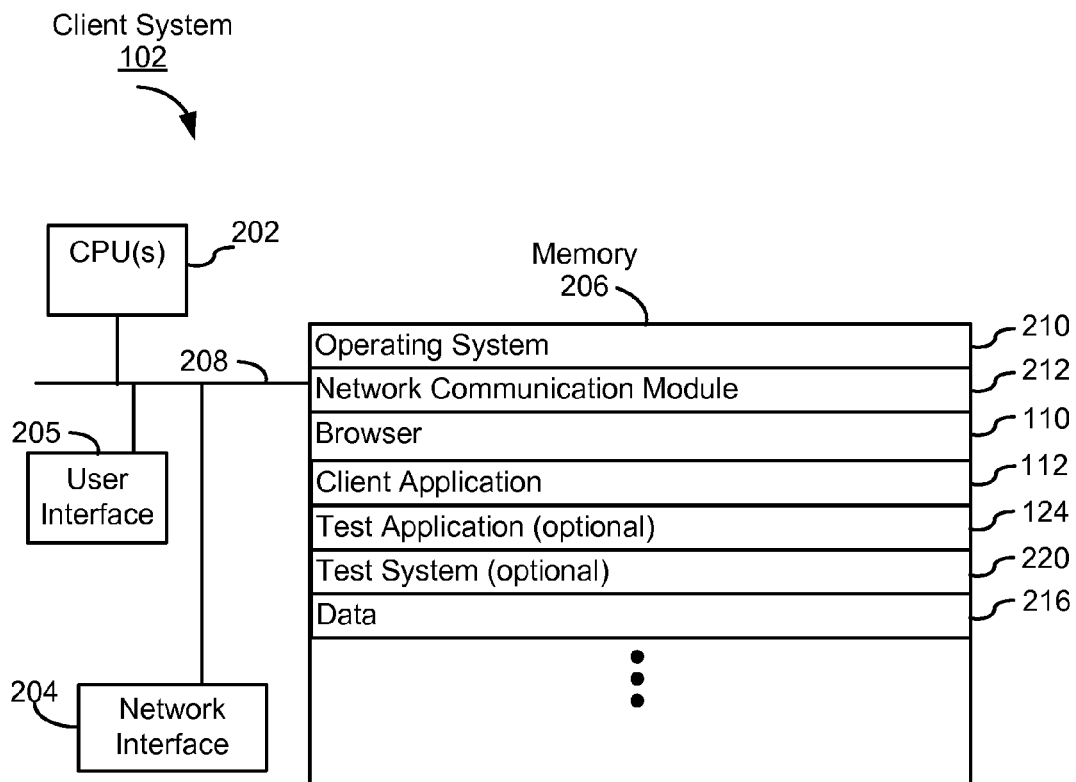 Client System
102
CPU(s)
202
Memory
206
Operating System
210
208
Network Communication Module
212
Browser
110
205
User
Interface
Client Application
112
Test Application (optional)
124
Test System (optional)
220
Data
216
204
Network
Interface